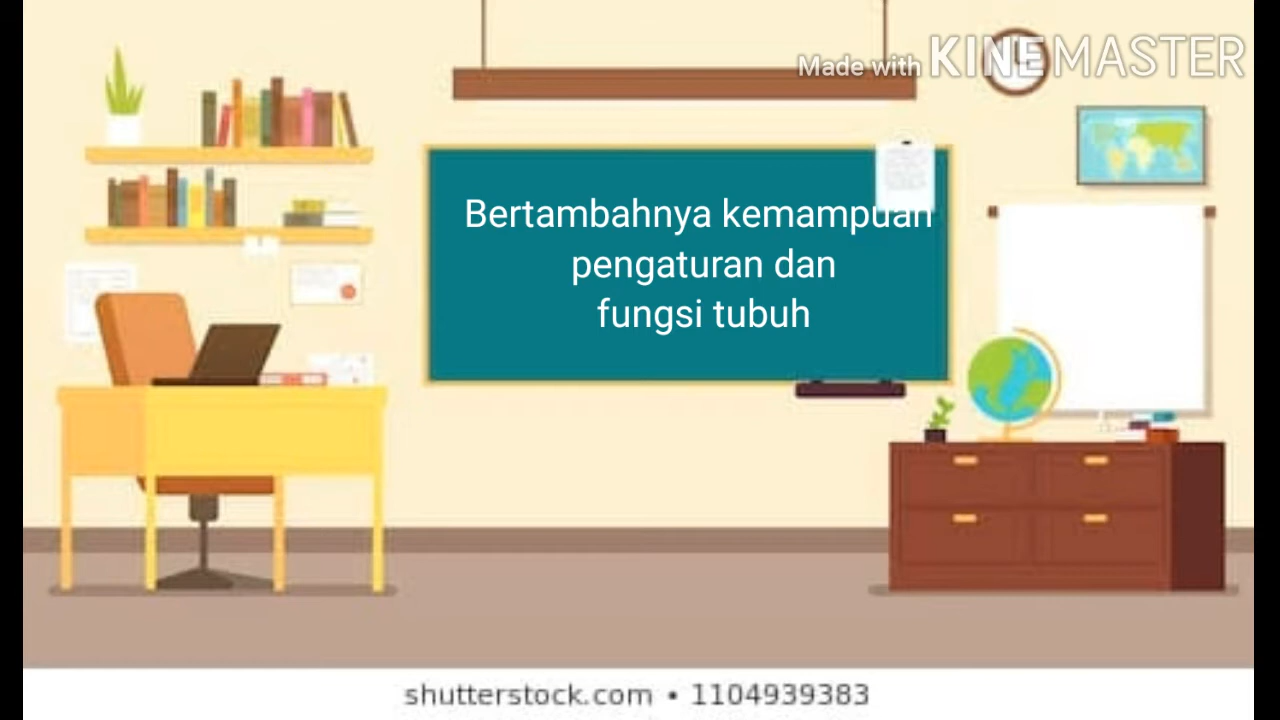 Made with KINEMASTER
Bertambahnya kemampuan
pengaturan dan
fungsi tubuh
shutterstock.com • 1104939383